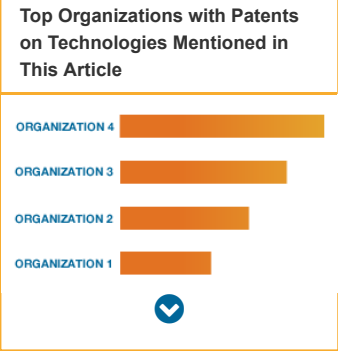 Top Organizations with Patents
on Technologies Mentioned in
This Article
ORGANIZATION 4
ORGANIZATION 3
ORGANIZATION 2
ORGANIZATION 1